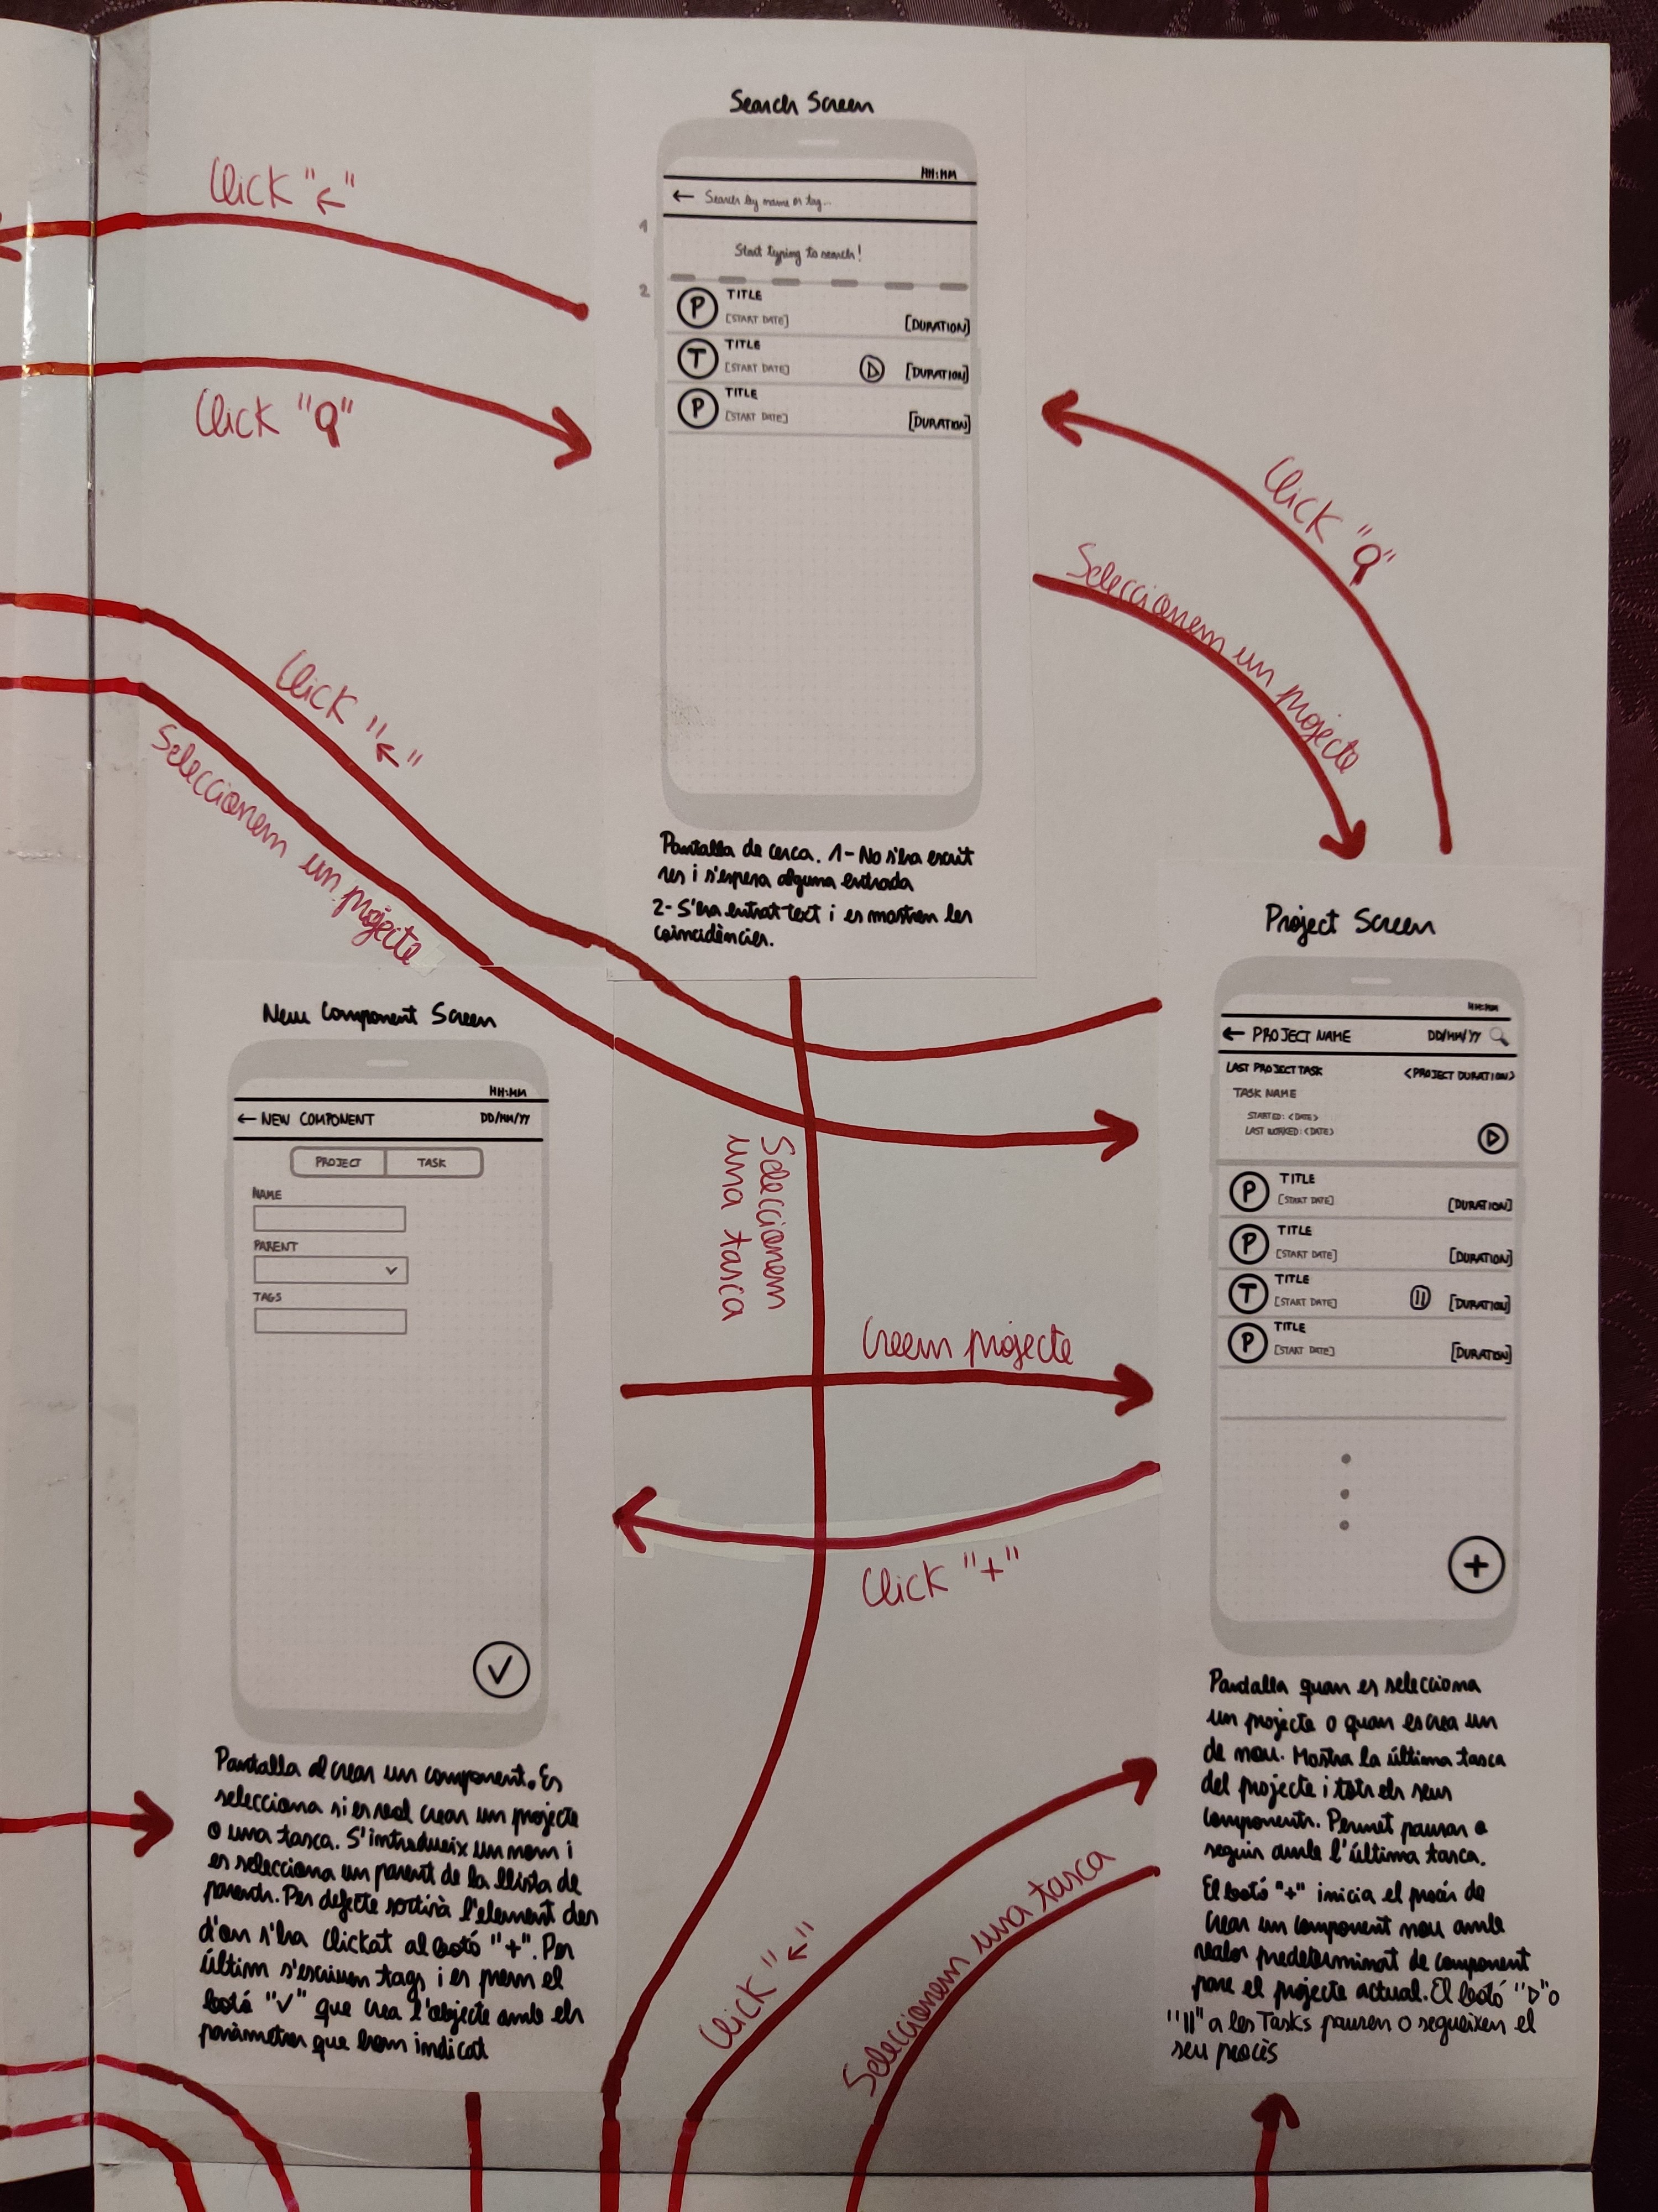 Search Screen
HH:MM
← Search by name or tag...
1
Start typing to search!
2
P TITLE
[START DATE] [DURATION]
T TITLE
[START DATE] [DURATION]
P TITLE
[START DATE] [DURATION]
Pantalla de cerca. 1- No s'ha escrit
res i s'espera alguna entrada
2- S'ha entrat text i es mostren les
coincidències.
Click "←"
Click "Q"
Click "Q"
Seleccionem un projecte
Click "←"
Seleccionem un projecte
New Component Screen
HH:MM
← NEW COMPONENT DD/MM/YY
PROJECT TASK
NAME
PARENT
TAGS
✓
Pantalla al crear un component. Es
selecciona si es vol crear un projecte
o una tasca. S'introdueix un nom i
es selecciona un parent de la llista de
parents. Per defecte sortirà l'element des
d'on s'ha clickat al botó "+". Per
últim s'escriuen tags i es prem el
botó "✓" que crea l'objecte amb els
paràmetres que hem indicat
Seleccionem
una tasca
Creem projecte
Click "+"
Project Screen
HH:MM
← PROJECT NAME DD/MM/YY
LAST PROJECT TASK <PROJECT DURATION>
TASK NAME
STARTED: <DATE>
LAST WORKED: <DATE>
P TITLE
[START DATE] [DURATION]
P TITLE
[START DATE] [DURATION]
T TITLE
[START DATE] [DURATION]
P TITLE
[START DATE] [DURATION]
+
Pantalla quan es selecciona
un projecte o quan es crea un
de nou. Mostra la última tasca
del projecte i tots els seus
components. Permet pausar o
seguir amb l'última tasca.
El botó "+" inicia el procés de
crear un component nou amb
valor predeterminat de component
pare el projecte actual. El botó "▷" o
"||" a les Tasks pausen o segueixen el
seu procés
Click "←"
Seleccionem una tasca